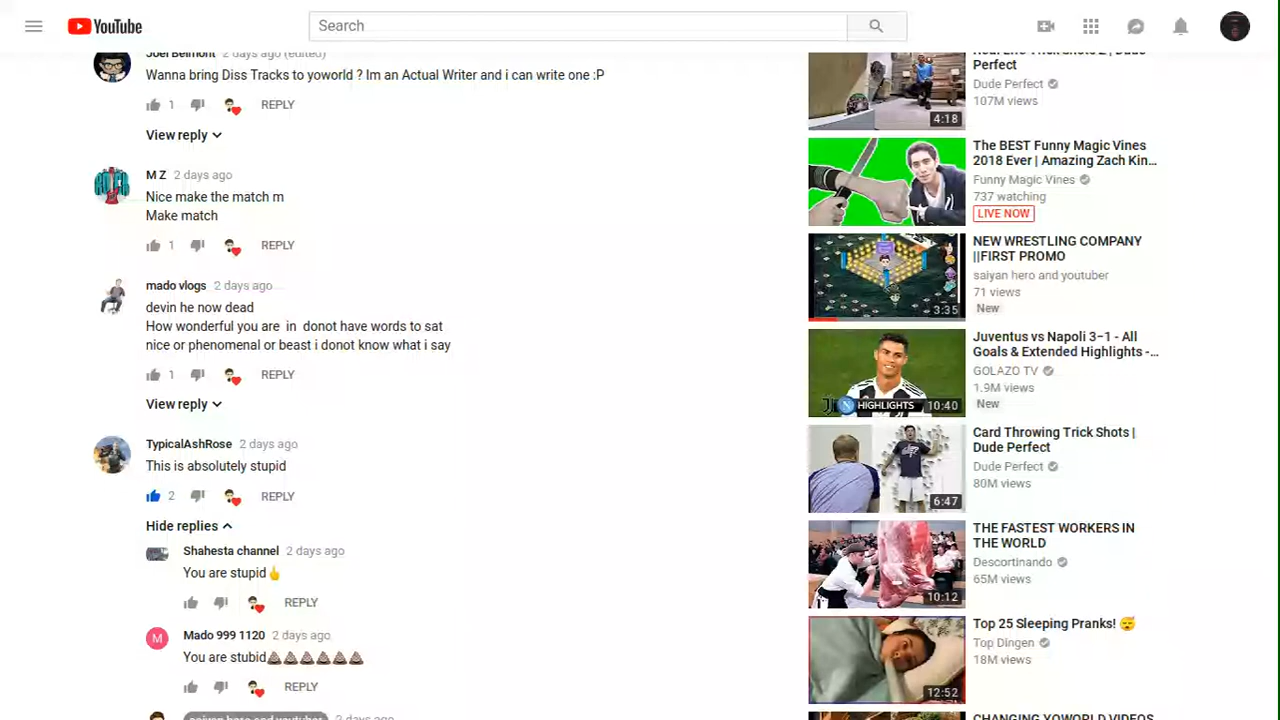 YouTube
Search
Joel Belmont 2 days ago (edited)
Wanna bring Diss Tracks to yoworld ? Im an Actual Writer and i can write one :P
1 REPLY
View reply
M Z 2 days ago
Nice make the match m
Make match
1 REPLY
mado vlogs 2 days ago
devin he now dead
How wonderful you are in donot have words to sat
nice or phenomenal or beast i donot know what i say
1 REPLY
View reply
TypicalAshRose 2 days ago
This is absolutely stupid
2 REPLY
Hide replies
Shahesta channel 2 days ago
You are stupid👆
REPLY
M
Mado 999 1120 2 days ago
You are stubid💩💩💩💩💩💩
REPLY
saiyan hero and youtuber 2 days ago
Perfect
Dude Perfect
107M views
4:18
The BEST Funny Magic Vines
2018 Ever | Amazing Zach Kin...
Funny Magic Vines
737 watching
LIVE NOW
NEW WRESTLING COMPANY
||FIRST PROMO
saiyan hero and youtuber
71 views
New
3:35
Juventus vs Napoli 3−1 - All
Goals & Extended Highlights -...
GOLAZO TV
1.9M views
New
HIGHLIGHTS 10:40
Card Throwing Trick Shots |
Dude Perfect
Dude Perfect
80M views
6:47
THE FASTEST WORKERS IN
THE WORLD
Descortinando
65M views
10:12
Top 25 Sleeping Pranks! 😴
Top Dingen
18M views
12:52
CHANGING YOWORLD VIDEOS